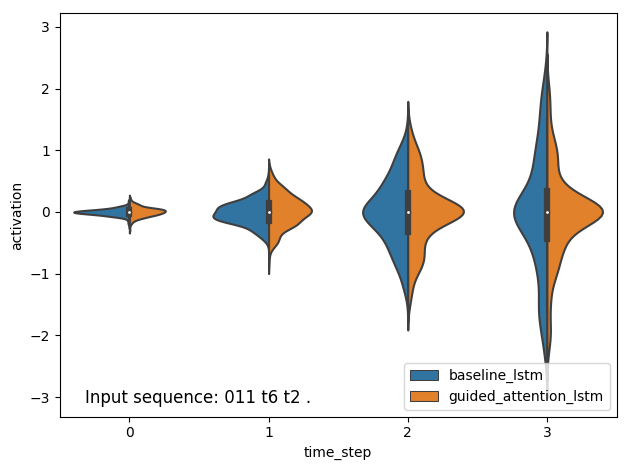 3
2
1
0
−1
−2
−3
activation
Input sequence: 011 t6 t2 .
baseline_lstm
guided_attention_lstm
0 1 2 3
time_step